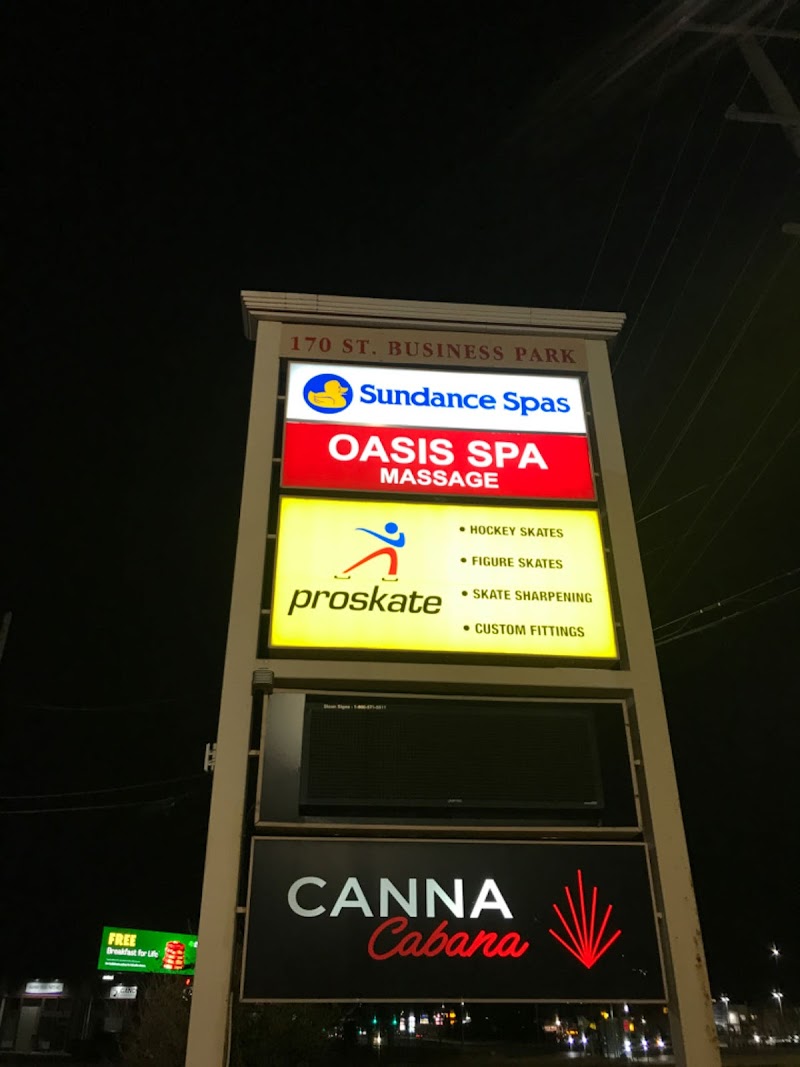 170 ST. BUSINESS PARK
Sundance Spas
OASIS SPA
MASSAGE
proskate
• HOCKEY SKATES
• FIGURE SKATES
• SKATE SHARPENING
• CUSTOM FITTINGS
CANNA
Cabana
FREE
Breakfast for Life